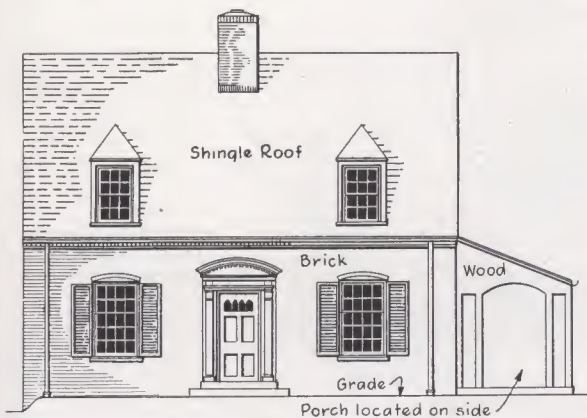 Shingle Roof
Brick
Wood
Grade
Porch located on side